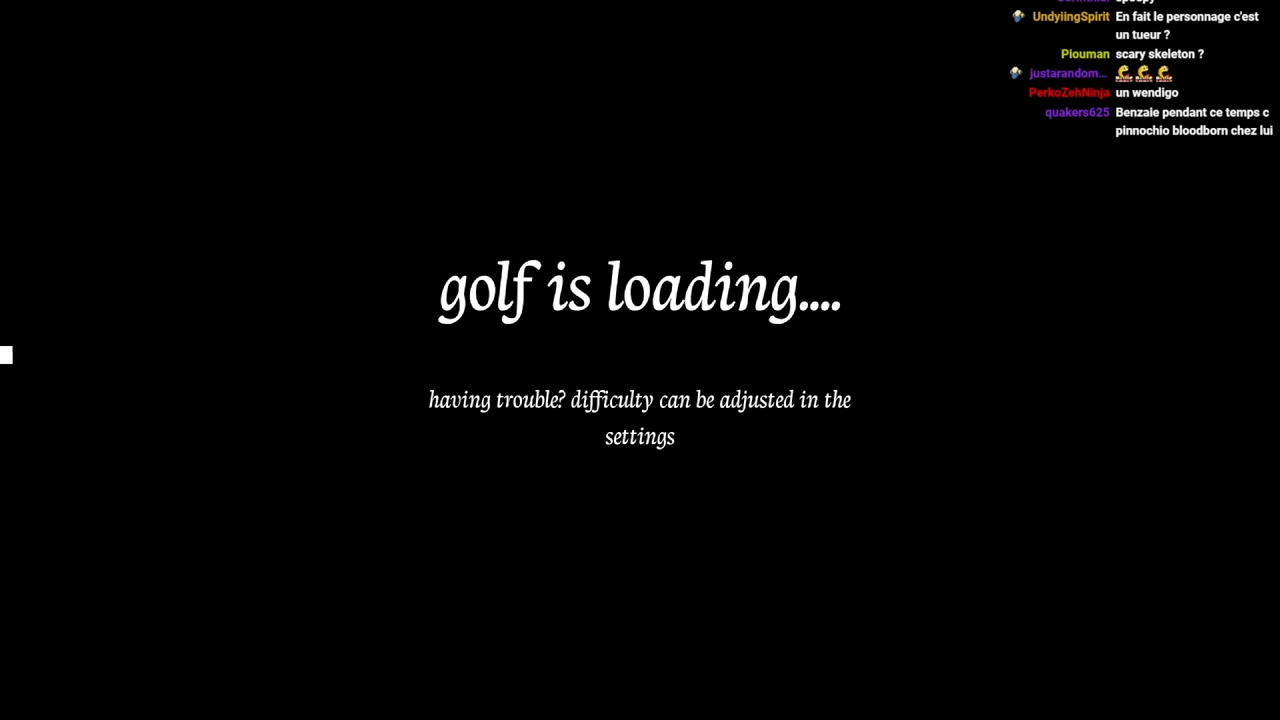 UndyiingSpirit En fait le personnage c'est
un tueur ?
Piouman scary skeleton ?
justarandom...
PerkoZehNinja un wendigo
quakers625 Benzaie pendant ce temps c
pinnochio bloodborn chez lui
golf is loading....
having trouble? difficulty can be adjusted in the
settings